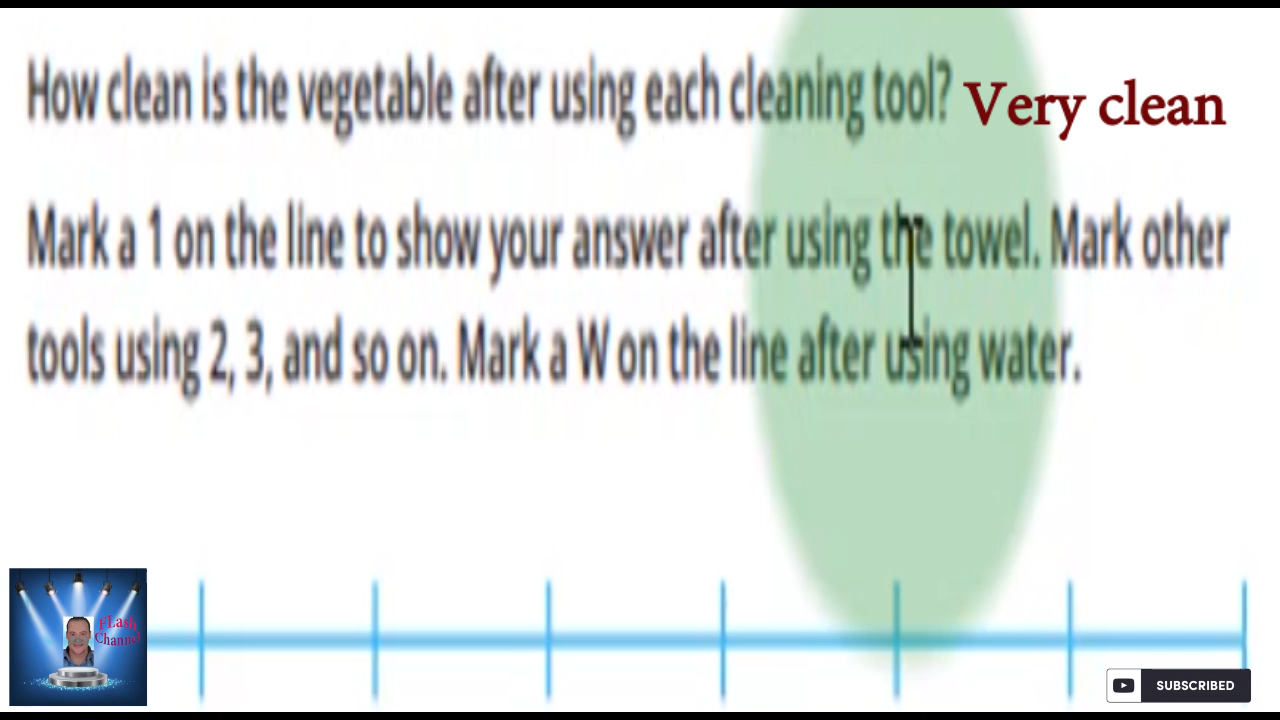 How clean is the vegetable after using each cleaning tool? Very clean
Mark a 1 on the line to show your answer after using the towel. Mark other
tools using 2, 3, and so on. Mark a W on the line after using water.
FLash
Channel
SUBSCRIBED